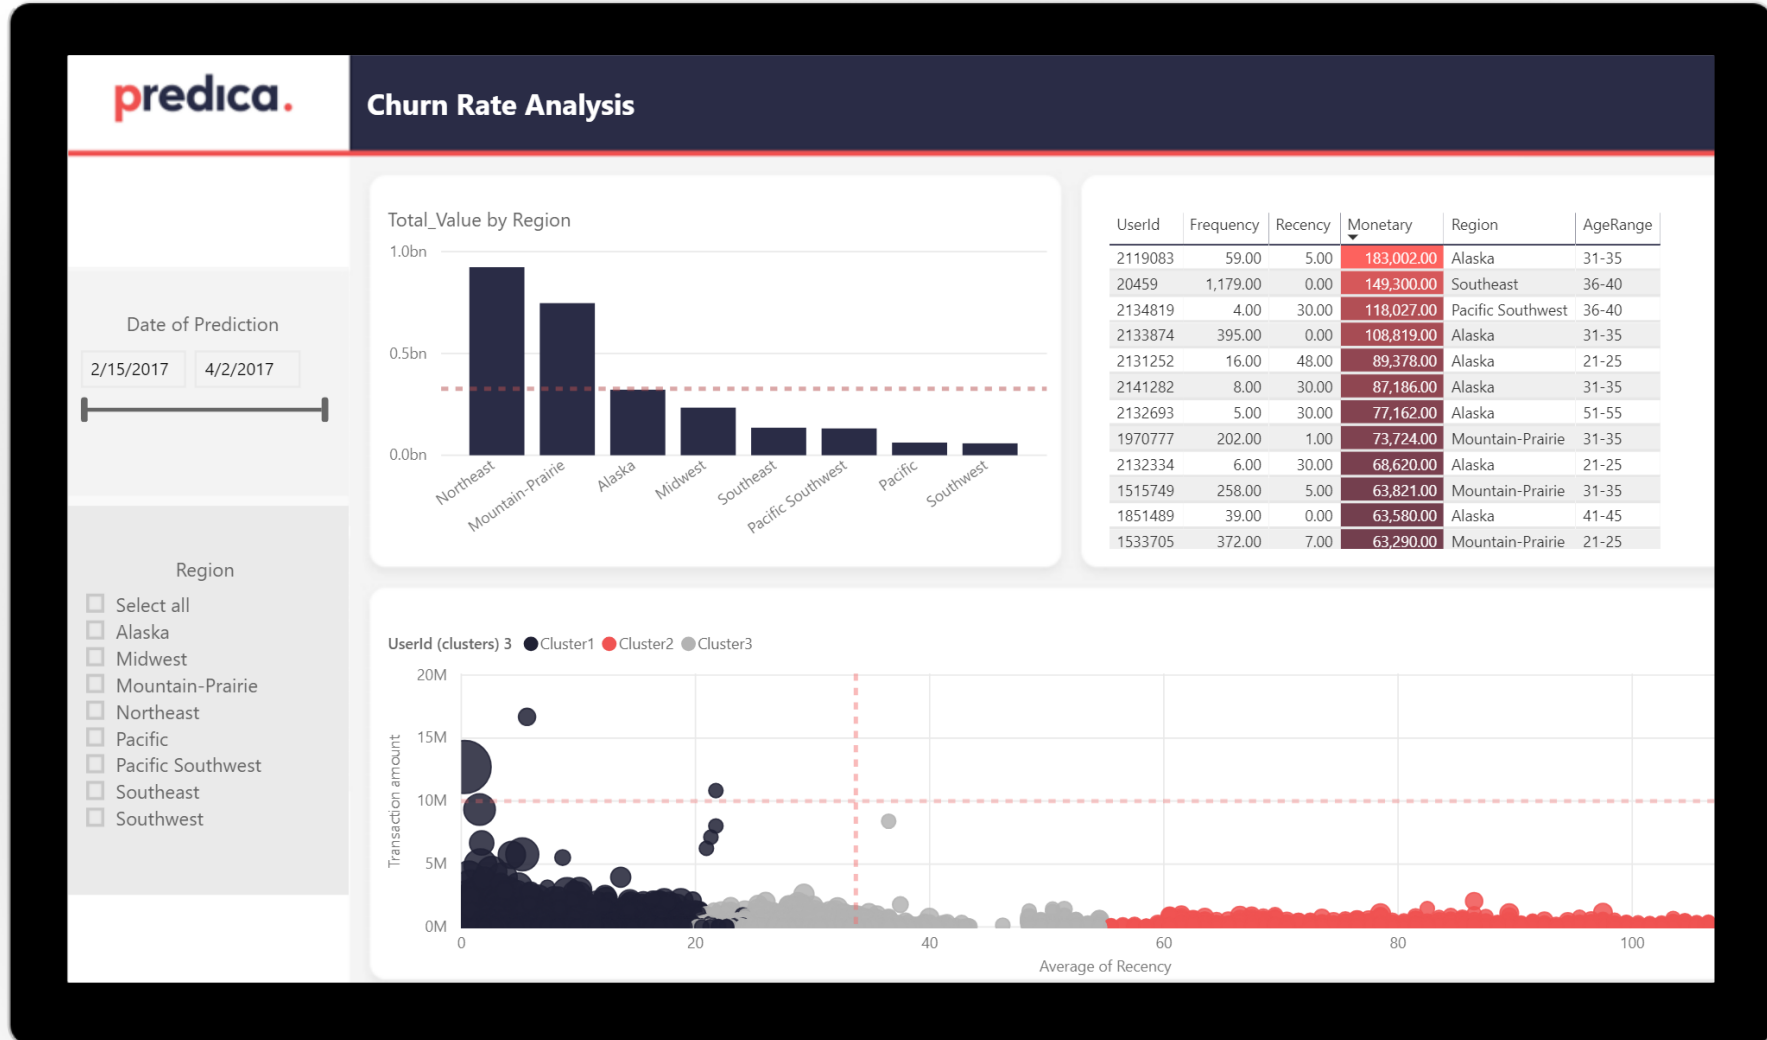 predica.
Churn Rate Analysis
Date of Prediction
2/15/2017 4/2/2017
Region
Select all
Alaska
Midwest
Mountain-Prairie
Northeast
Pacific
Pacific Southwest
Southeast
Southwest
Total_Value by Region
1.0bn
0.5bn
0.0bn
Northeast Mountain-Prairie Alaska Midwest Southeast Pacific Southwest Pacific Southwest
UserId Frequency Recency Monetary Region AgeRange
2119083 59.00 5.00 183,002.00 Alaska 31-35
20459 1,179.00 0.00 149,300.00 Southeast 36-40
2134819 4.00 30.00 118,027.00 Pacific Southwest 36-40
2133874 395.00 0.00 108,819.00 Alaska 31-35
2131252 16.00 48.00 89,378.00 Alaska 21-25
2141282 8.00 30.00 87,186.00 Alaska 31-35
2132693 5.00 30.00 77,162.00 Alaska 51-55
1970777 202.00 1.00 73,724.00 Mountain-Prairie 31-35
2132334 6.00 30.00 68,620.00 Alaska 21-25
1515749 258.00 5.00 63,821.00 Mountain-Prairie 31-35
1851489 39.00 0.00 63,580.00 Alaska 41-45
1533705 372.00 7.00 63,290.00 Mountain-Prairie 21-25
UserId (clusters) 3 Cluster1 Cluster2 Cluster3
Transaction amount
20M
15M
10M
5M
0M
0 20 40 60 80 100
Average of Recency